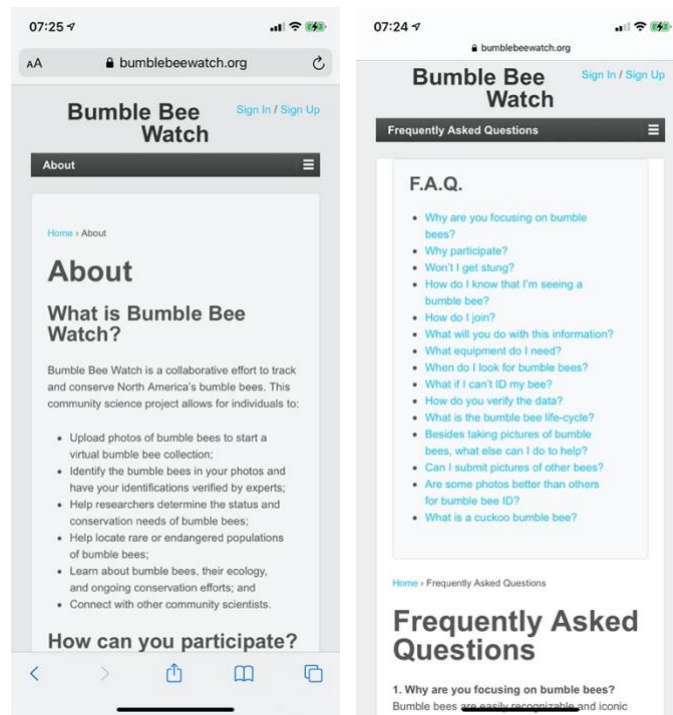 07:25
AA bumblebeewatch.org
Bumble Bee
Watch
Sign In / Sign Up
About
Home › About
About
What is Bumble Bee
Watch?
Bumble Bee Watch is a collaborative effort to track
and conserve North America's bumble bees. This
community science project allows for individuals to:
• Upload photos of bumble bees to start a
virtual bumble bee collection;
• Identify the bumble bees in your photos and
have your identifications verified by experts;
• Help researchers determine the status and
conservation needs of bumble bees;
• Help locate rare or endangered populations
of bumble bees;
• Learn about bumble bees, their ecology,
and ongoing conservation efforts; and
• Connect with other community scientists.
How can you participate?
07:24
bumblebeewatch.org
Bumble Bee
Watch
Sign In / Sign Up
Frequently Asked Questions
F.A.Q.
• Why are you focusing on bumble
bees?
• Why participate?
• Won't I get stung?
• How do I know that I'm seeing a
bumble bee?
• How do I join?
• What will you do with this information?
• What equipment do I need?
• When do I look for bumble bees?
• What if I can't ID my bee?
• How do you verify the data?
• What is the bumble bee life-cycle?
• Besides taking pictures of bumble
bees, what else can I do to help?
• Can I submit pictures of other bees?
• Are some photos better than others
for bumble bee ID?
• What is a cuckoo bumble bee?
Home › Frequently Asked Questions
Frequently Asked
Questions
1. Why are you focusing on bumble bees?
Bumble bees are easily recognizable and iconic